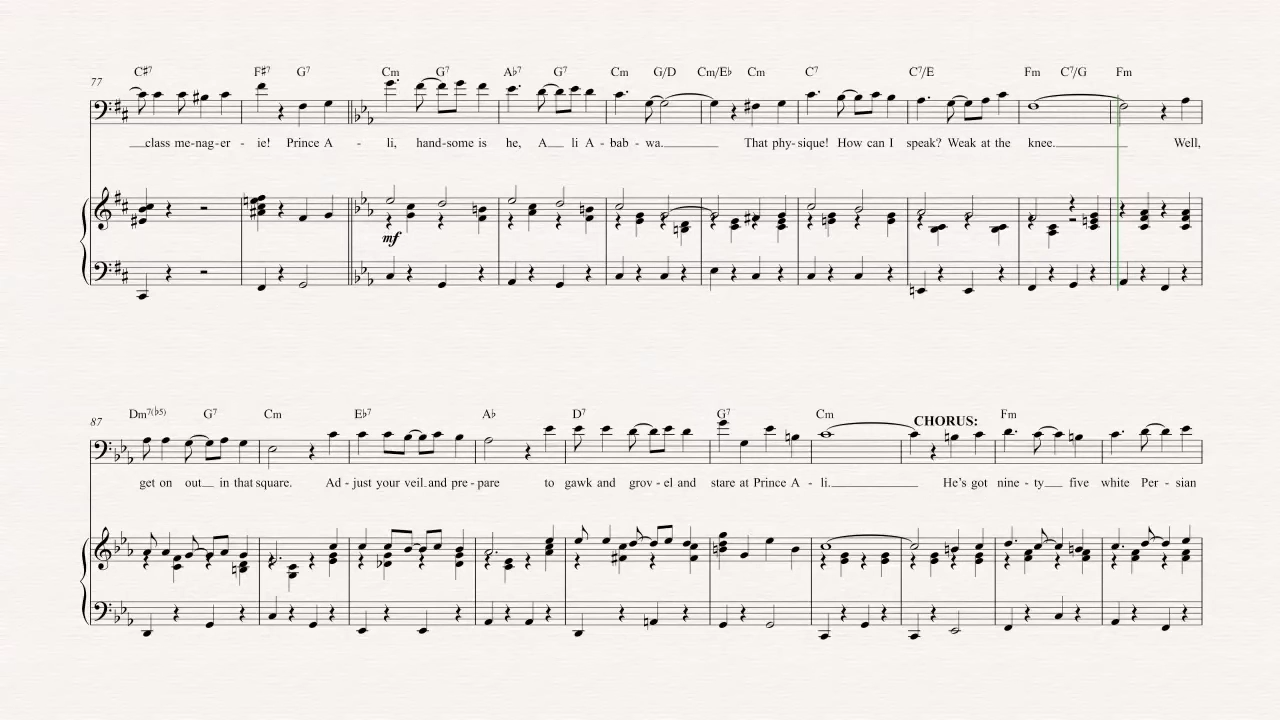 C♯7 F♯7 G7 Cm G7 A♭7 G7 Cm G/D Cm/E♭ Cm C7 C7/E Fm C7/G Fm
77
class me-nag-er - ie! Prince A - li, hand-some is he, A li A - bab - wa. That phy-sique! How can I speak? Weak at the knee. Well,
mf
Dm7(♭5) G7 Cm E♭7 A♭ D7 G7 Cm CHORUS: Fm
87
get on out in that square. Ad - just your veil and pre - pare to gawk and grov - el and stare at Prince A - li. He's got nine - ty five white Per - sian